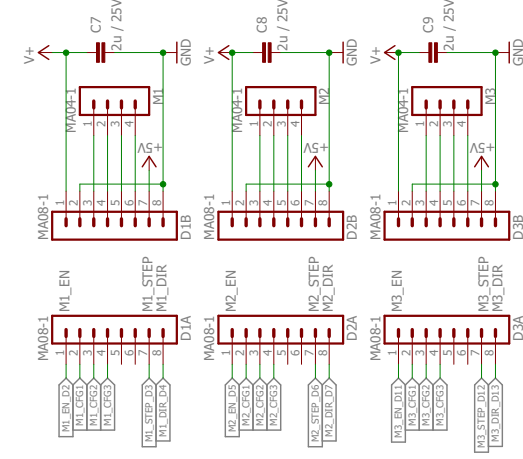 C7
2u / 25V
V+
GND
MA04-1
M1
1 2 3 4
+5V
MA08-1
1 2 3 4 5 6 7 8
D1B
C8
2u / 25V
V+
GND
MA04-1
M2
1 2 3 4
+5V
MA08-1
1 2 3 4 5 6 7 8
D2B
C9
2u / 25V
V+
GND
MA04-1
M3
1 2 3 4
+5V
MA08-1
1 2 3 4 5 6 7 8
D3B
M1_EN
M1_STEP
M1_DIR
MA08-1
D1A
1 2 3 4 5 6 7 8
M1_EN_D2
M1_CFG1
M1_CFG2
M1_CFG3
M1_STEP_D3
M1_DIR_D4
M2_EN
M2_STEP
M2_DIR
MA08-1
D2A
1 2 3 4 5 6 7 8
M2_EN_D5
M2_CFG1
M2_CFG2
M2_CFG3
M2_STEP_D6
M2_DIR_D7
M3_EN
M3_STEP
M3_DIR
MA08-1
D3A
1 2 3 4 5 6 7 8
M3_EN_D11
M3_CFG1
M3_CFG2
M3_CFG3
M3_STEP_D12
M3_DIR_D13